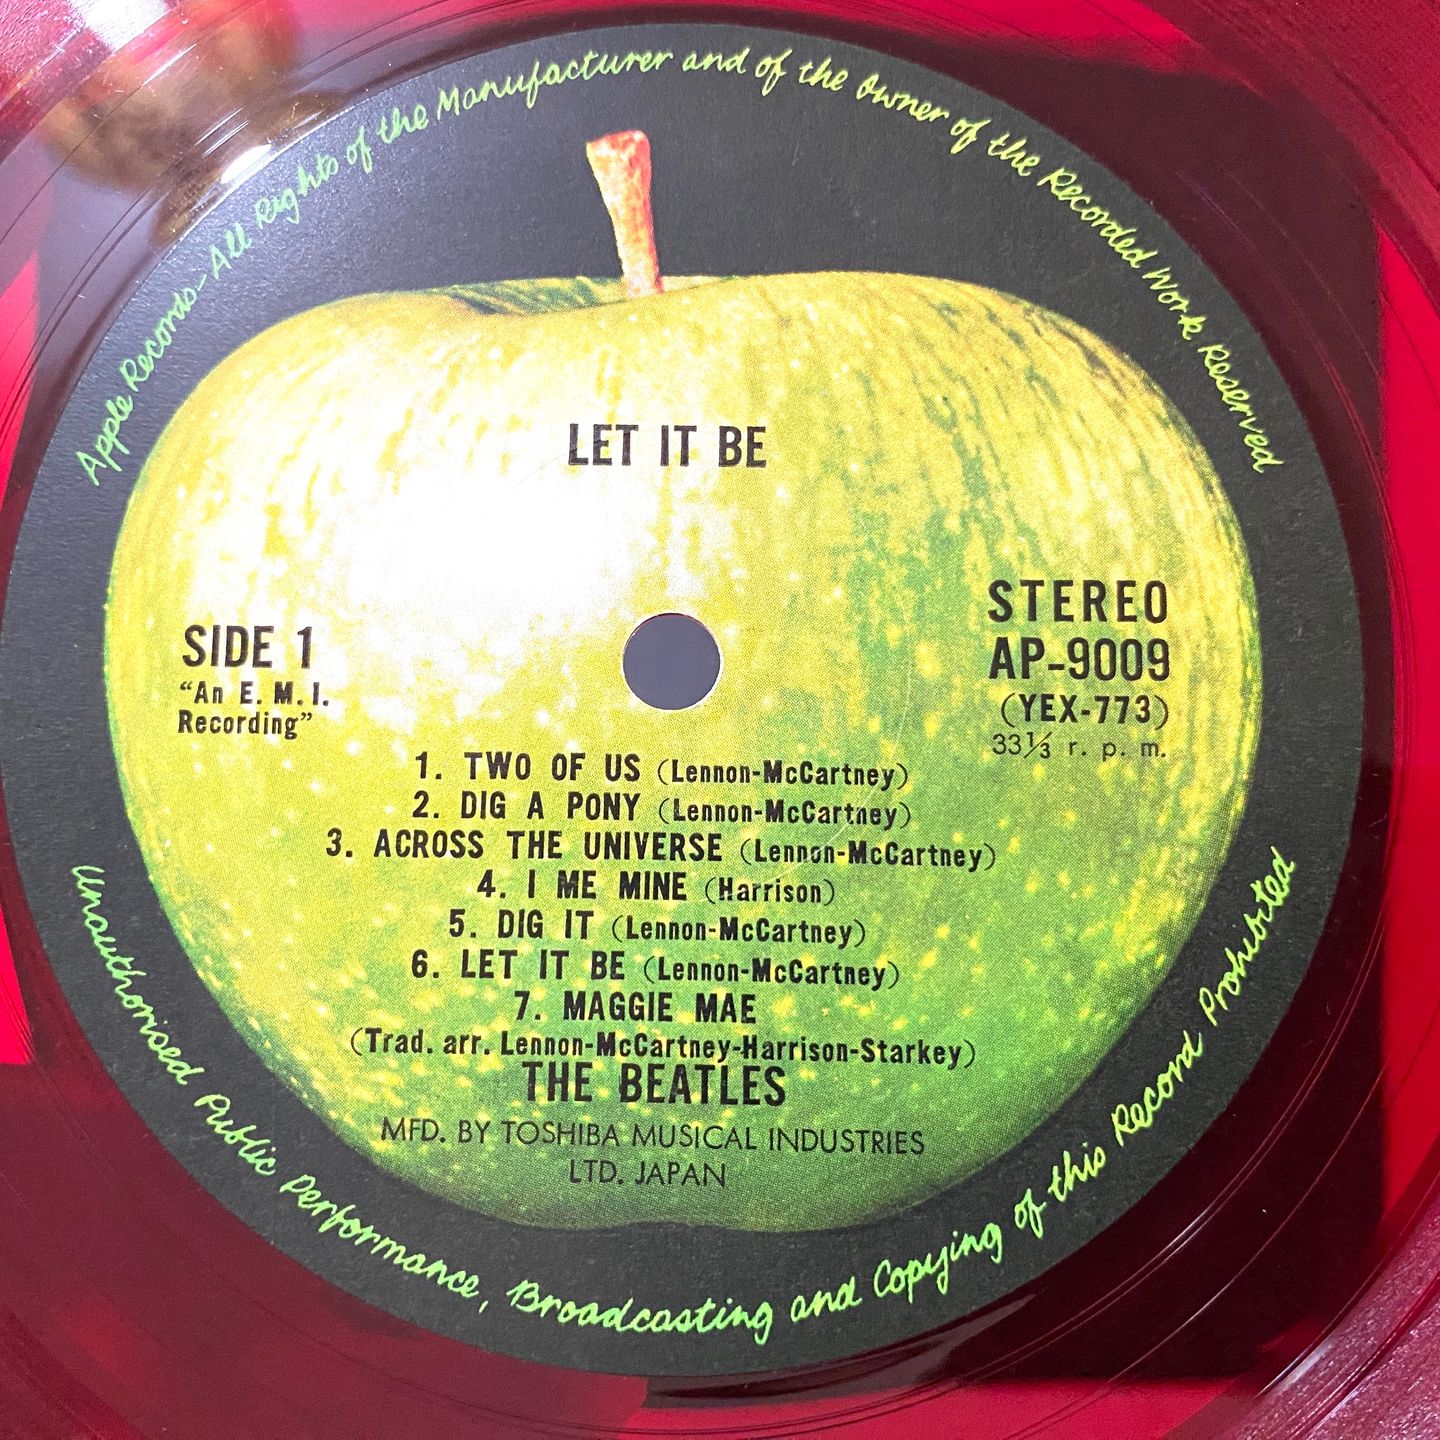 Apple Records-All Rights of the Manufacturer and of the Owner of the Recorded Work Reserved
LET IT BE
SIDE 1
“An E. M. I.
Recording”
STEREO
AP-9009
(YEX-773)
33⅓ r. p. m.
1. TWO OF US (Lennon-McCartney)
2. DIG A PONY (Lennon-McCartney)
3. ACROSS THE UNIVERSE (Lennon-McCartney)
4. I ME MINE (Harrison)
5. DIG IT (Lennon-McCartney)
6. LET IT BE (Lennon-McCartney)
7. MAGGIE MAE
(Trad. arr. Lennon-McCartney-Harrison-Starkey)
THE BEATLES
MFD. BY TOSHIBA MUSICAL INDUSTRIES
LTD. JAPAN
Unauthorised Public Performance, Broadcasting and Copying of this Record Prohibited